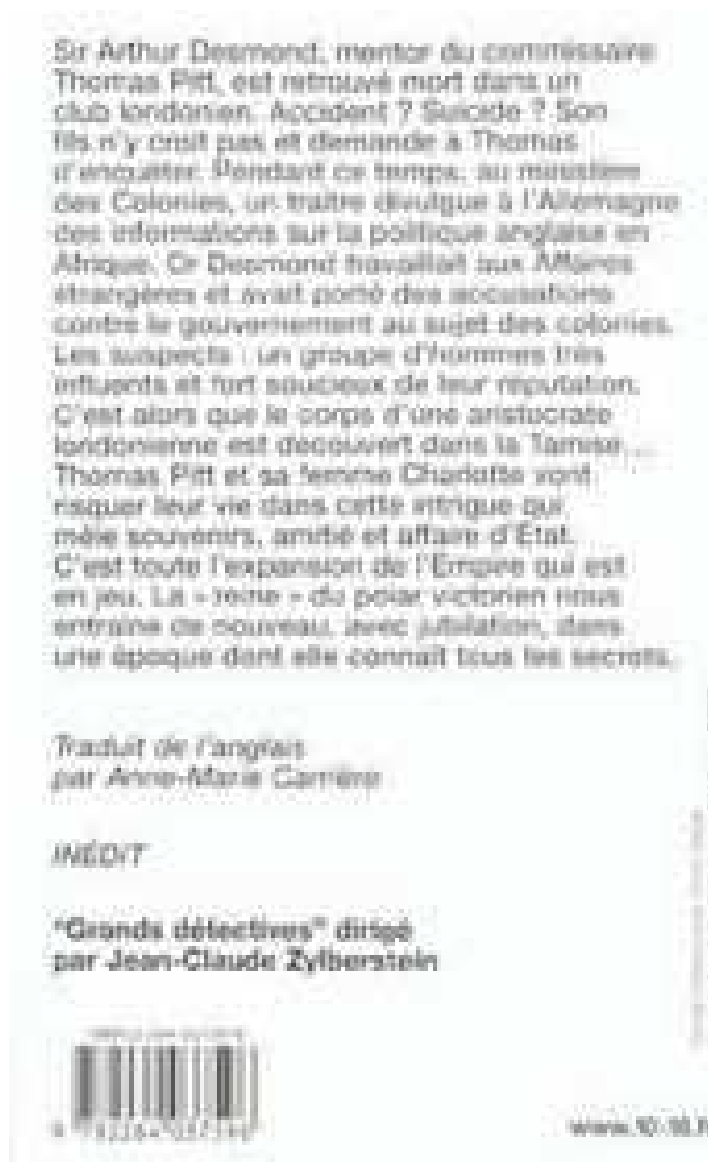 Sir Arthur Desmond, mentor du commissaire
Thomas Pitt, est retrouvé mort dans un
club londonien. Accident ? Suicide ? Son
fils n'y croit pas et demande à Thomas
d'enquêter. Pendant ce temps, au ministère
des Colonies, un traître divulgue à l'Allemagne
des informations sur la politique anglaise en
Afrique. Or Desmond travaillait aux Affaires
étrangères et avait porté des accusations
contre le gouvernement au sujet des colonies.
Les suspects : un groupe d'hommes très
influents et fort soucieux de leur réputation.
C'est alors que le corps d'une aristocrate
londonienne est découvert dans la Tamise...
Thomas Pitt et sa femme Charlotte vont
risquer leur vie dans cette intrigue qui
mêle souvenirs, amitié et affaire d'État.
C'est toute l'expansion de l'Empire qui est
en jeu. La « reine » du polar victorien nous
entraîne de nouveau, avec jubilation, dans
une époque dont elle connaît tous les secrets.
Traduit de l'anglais
par Anne-Marie Carrière
INÉDIT
"Grands détectives" dirigé
par Jean-Claude Zylberstein
www.10-18.f